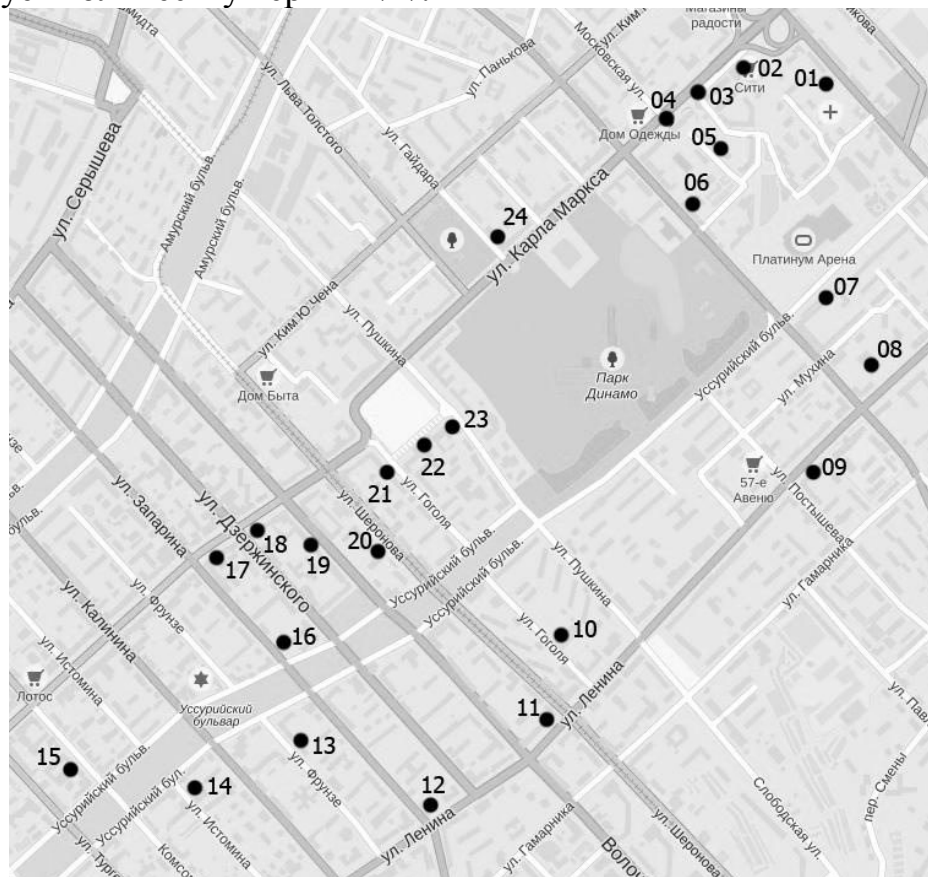 Магазины
радости
ул. Ким
Московская ул.
ул. Панькова
ул. Льва Толстого
ул. Гайдара
02
Сити
01
03
04
Дом Одежды
05
06
ул. Серышева
Амурский бульв.
Амурский бульв.
24
ул. Карла Маркса
Платинум Арена
07
ул. Ким Ю Чена
ул. Пушкина
Уссурийский бульв.
ул. Мухина
08
Парк
Динамо
Дом Быта
23
22
21
09
57-е
Авеню
ул. Запарина
ул. Дзержинского
ул. Гоголя
ул. Шеронова
ул. Постышева
ул. Гамарника
18
19
20
17
Уссурийский бульв.
Уссурийский бульв.
ул. Пушкина
ул. Калинина
ул. Фрунзе
16
10
ул. Гоголя
ул. Истомина
Лотос
Уссурийский
бульвар
11
ул. Ленина
13
15
14
12
Уссурийский бульв.
Уссурийский бул.
ул. Фрунзе
ул. Истомина
ул. Ленина
ул. Гамарника
ул. Шеронова
Слободская ул.
пер. Смены